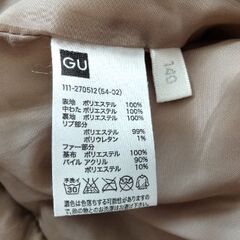 GU
111-270512(54-02)
表地 ポリエステル 100%
中わた ポリエステル 100%
裏地 ポリエステル 100%
リブ部分
ポリエステル 99%
ポリウレタン 1%
ファー部分
基布 ポリエステル 100%
パイル アクリル 90%
ポリエステル 10%
手洗イ
30
140